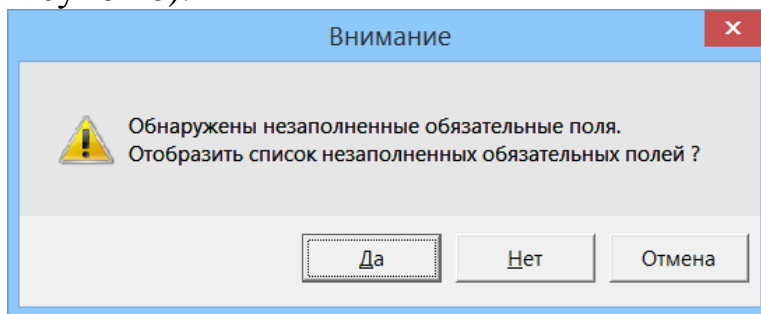 Внимание
Обнаружены незаполненные обязательные поля.
Отобразить список незаполненных обязательных полей ?
Да
Нет
Отмена